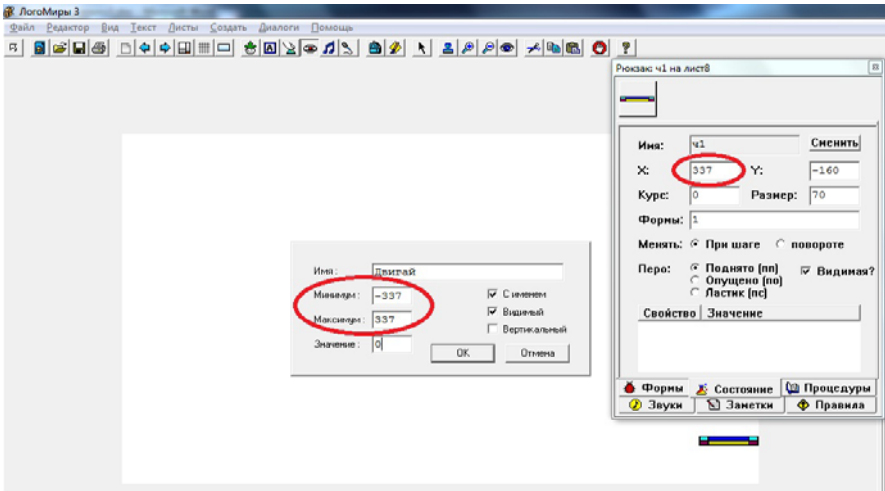 ЛогоМиры 3
Файл Редактор Вид Текст Листы Создать Диалоги Помощь
Рюкзак: ч1 на лист8
Имя: ч1 Сменить
X: 337 Y: -160
Курс: 0 Размер: 70
Формы: 1
Менять: При шаге повороте
Перо: Поднято (пп) Видимая?
Опущено (по)
Ластик (пс)
Свойство Значение
Формы Состояние Процедуры
Звуки Заметки Правила
Имя: Двигай
Минимум: -337 С именем
Максимум: 337 Видимый
Вертикальный
Значение: 0
OK Отмена